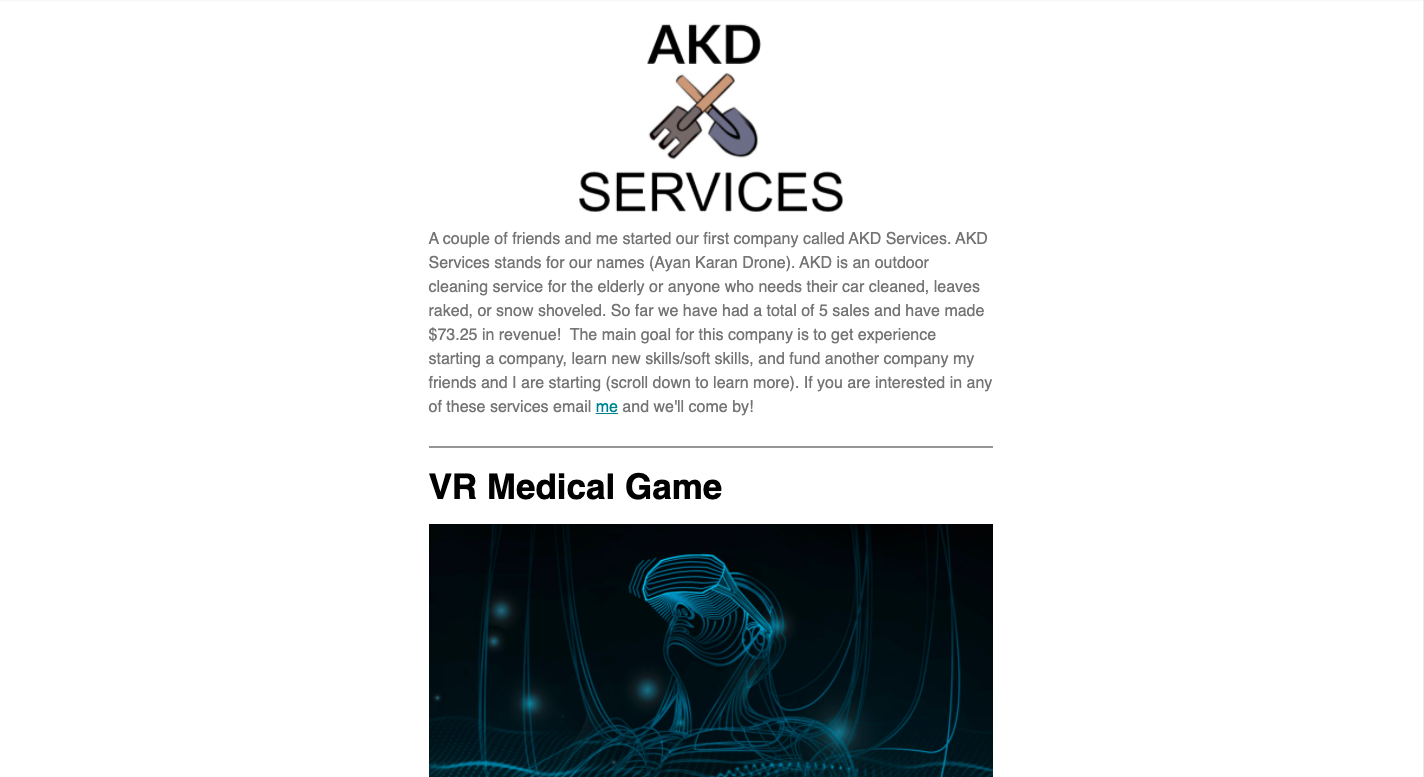 AKD
SERVICES
A couple of friends and me started our first company called AKD Services. AKD
Services stands for our names (Ayan Karan Drone). AKD is an outdoor
cleaning service for the elderly or anyone who needs their car cleaned, leaves
raked, or snow shoveled. So far we have had a total of 5 sales and have made
$73.25 in revenue!  The main goal for this company is to get experience
starting a company, learn new skills/soft skills, and fund another company my
friends and I are starting (scroll down to learn more). If you are interested in any
of these services email me and we'll come by!
VR Medical Game